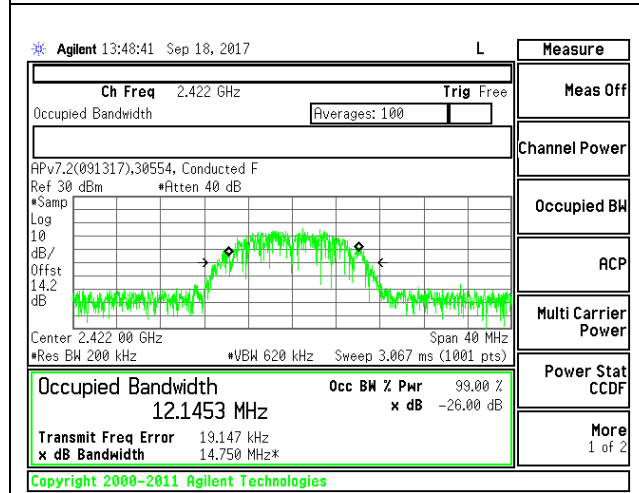 Agilent 13:48:41 Sep 18, 2017 L
Measure
Ch Freq 2.422 GHz Trig Free
Occupied Bandwidth Averages: 100
Meas Off
Channel Power
Occupied BW
ACP
Multi Carrier
Power
Power Stat
CCDF
More
1 of 2
APv7.2(091317),30554, Conducted F
Ref 30 dBm #Atten 40 dB
#Samp
Log
10
dB/
Offst
14.2
dB
Center 2.422 00 GHz Span 40 MHz
#Res BW 200 kHz #VBW 620 kHz Sweep 3.067 ms (1001 pts)
Occupied Bandwidth Occ BW % Pwr 99.00 %
12.1453 MHz x dB -26.00 dB
Transmit Freq Error 19.147 kHz
x dB Bandwidth 14.750 MHz*
Copyright 2000-2011 Agilent Technologies